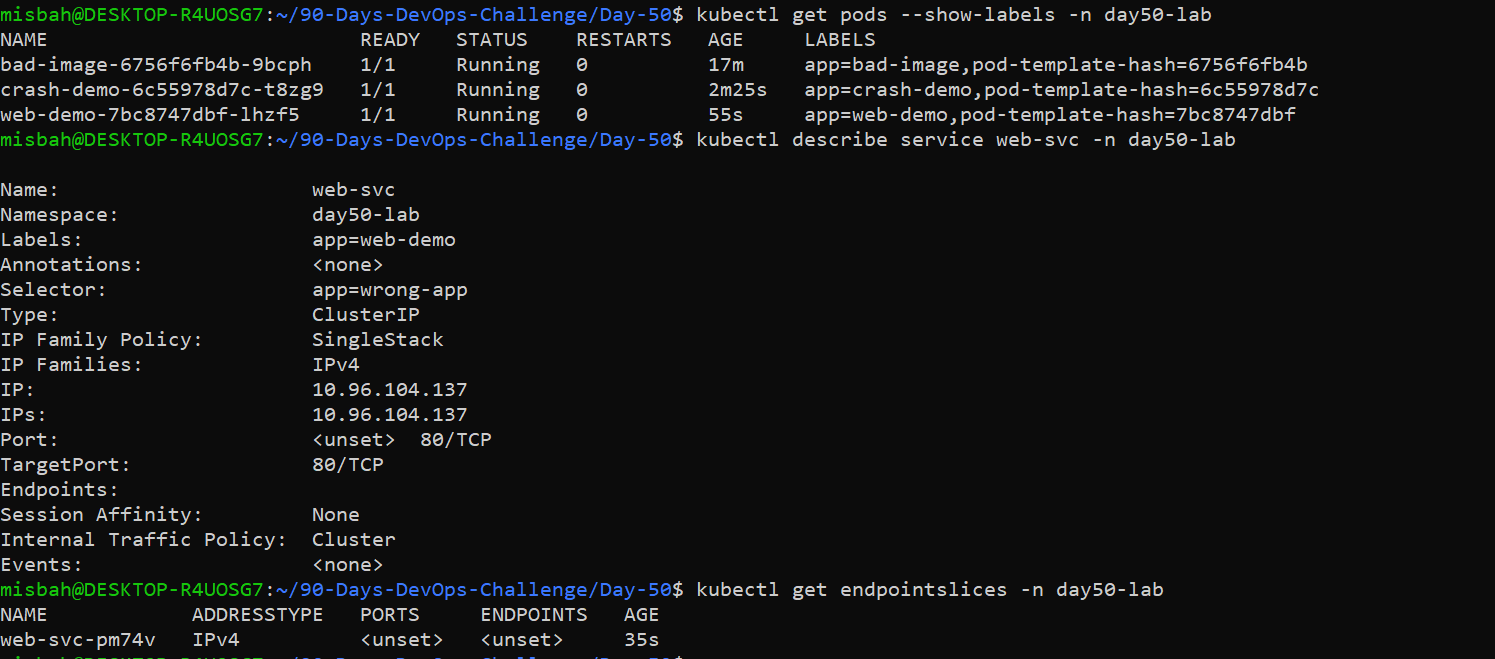 misbah@DESKTOP-R4UOSG7:~/90-Days-DevOps-Challenge/Day-50$ kubectl get pods --show-labels -n day50-lab
NAME READY STATUS RESTARTS AGE LABELS
bad-image-6756f6fb4b-9bcph 1/1 Running 0 17m app=bad-image,pod-template-hash=6756f6fb4b
crash-demo-6c55978d7c-t8zg9 1/1 Running 0 2m25s app=crash-demo,pod-template-hash=6c55978d7c
web-demo-7bc8747dbf-lhzf5 1/1 Running 0 55s app=web-demo,pod-template-hash=7bc8747dbf
misbah@DESKTOP-R4UOSG7:~/90-Days-DevOps-Challenge/Day-50$ kubectl describe service web-svc -n day50-lab
Name: web-svc
Namespace: day50-lab
Labels: app=web-demo
Annotations: <none>
Selector: app=wrong-app
Type: ClusterIP
IP Family Policy: SingleStack
IP Families: IPv4
IP: 10.96.104.137
IPs: 10.96.104.137
Port: <unset> 80/TCP
TargetPort: 80/TCP
Endpoints:
Session Affinity: None
Internal Traffic Policy: Cluster
Events: <none>
misbah@DESKTOP-R4UOSG7:~/90-Days-DevOps-Challenge/Day-50$ kubectl get endpointslices -n day50-lab
NAME ADDRESSTYPE PORTS ENDPOINTS AGE
web-svc-pm74v IPv4 <unset> <unset> 35s